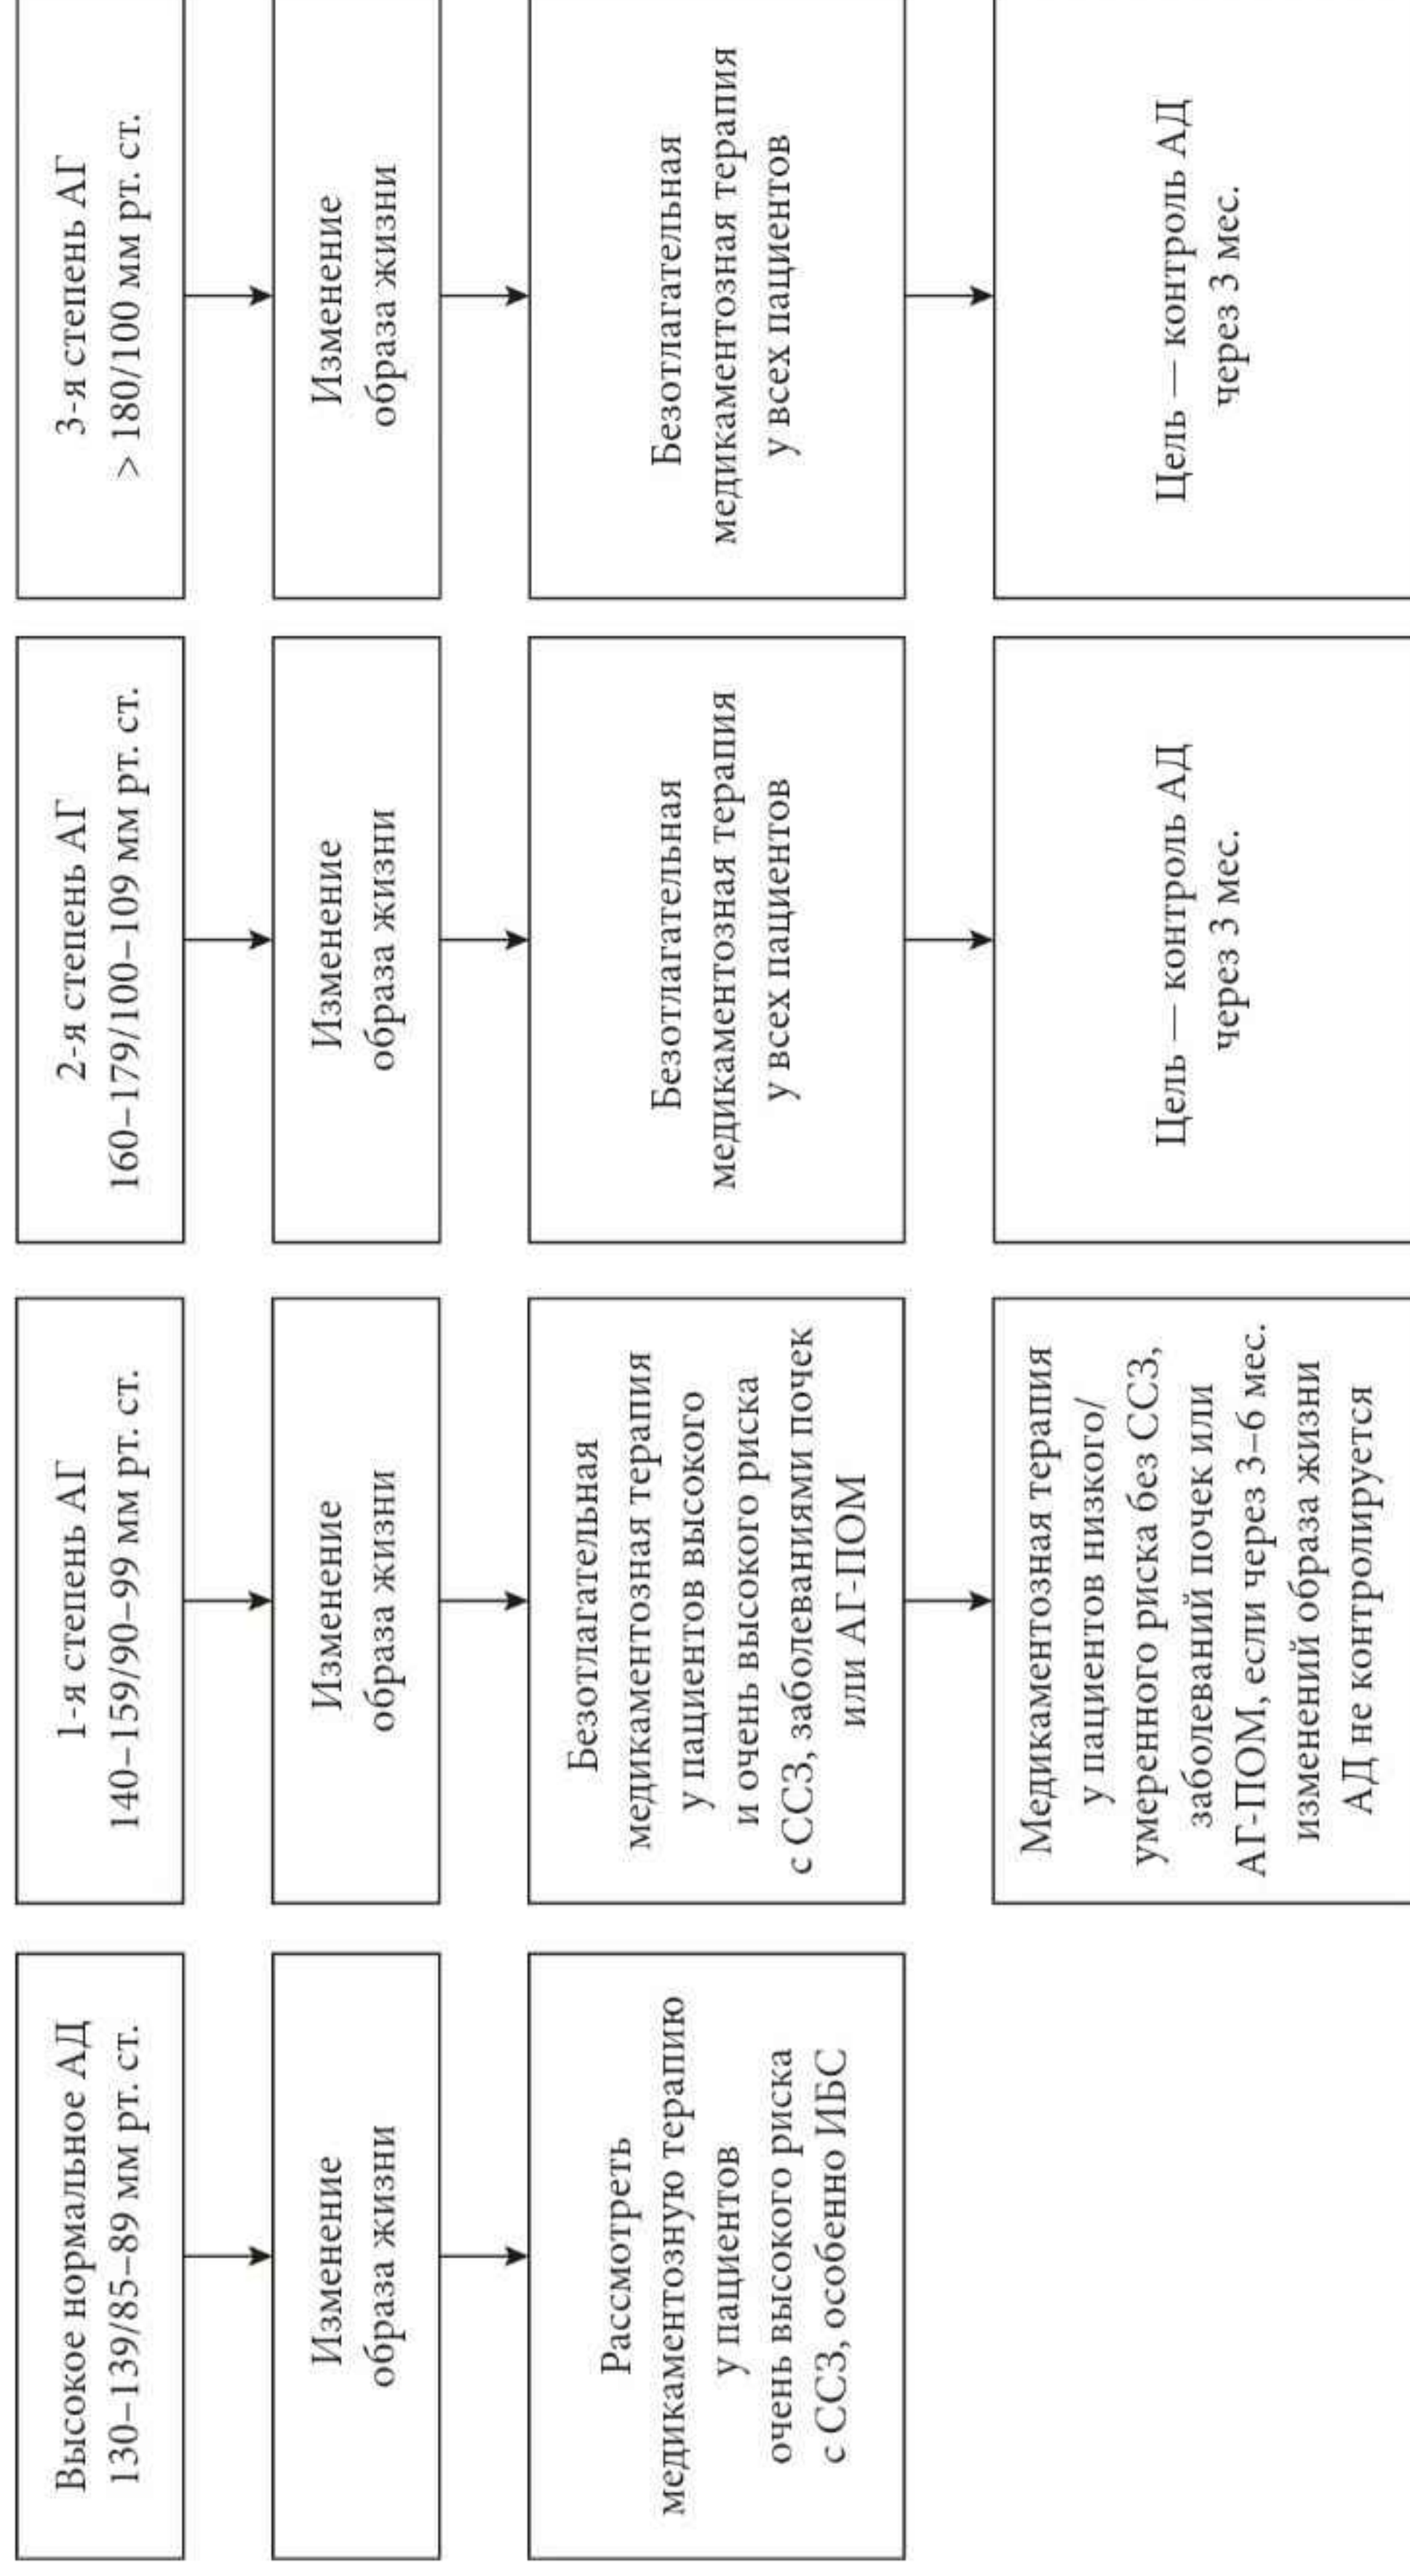 Высокое нормальное АД
130–139/85–89 мм рт. ст.
Изменение
образа жизни
Рассмотреть
медикаментозную терапию
у пациентов
очень высокого риска
с ССЗ, особенно ИБС
1-я степень АГ
140–159/90–99 мм рт. ст.
Изменение
образа жизни
Безотлагательная
медикаментозная терапия
у пациентов высокого
и очень высокого риска
с ССЗ, заболеваниями почек
или АГ-ПОМ
Медикаментозная терапия
у пациентов низкого/
умеренного риска без ССЗ,
заболеваний почек или
АГ-ПОМ, если через 3–6 мес.
изменений образа жизни
АД не контролируется
2-я степень АГ
160–179/100–109 мм рт. ст.
Изменение
образа жизни
Безотлагательная
медикаментозная терапия
у всех пациентов
Цель — контроль АД
через 3 мес.
3-я степень АГ
> 180/100 мм рт. ст.
Изменение
образа жизни
Безотлагательная
медикаментозная терапия
у всех пациентов
Цель — контроль АД
через 3 мес.